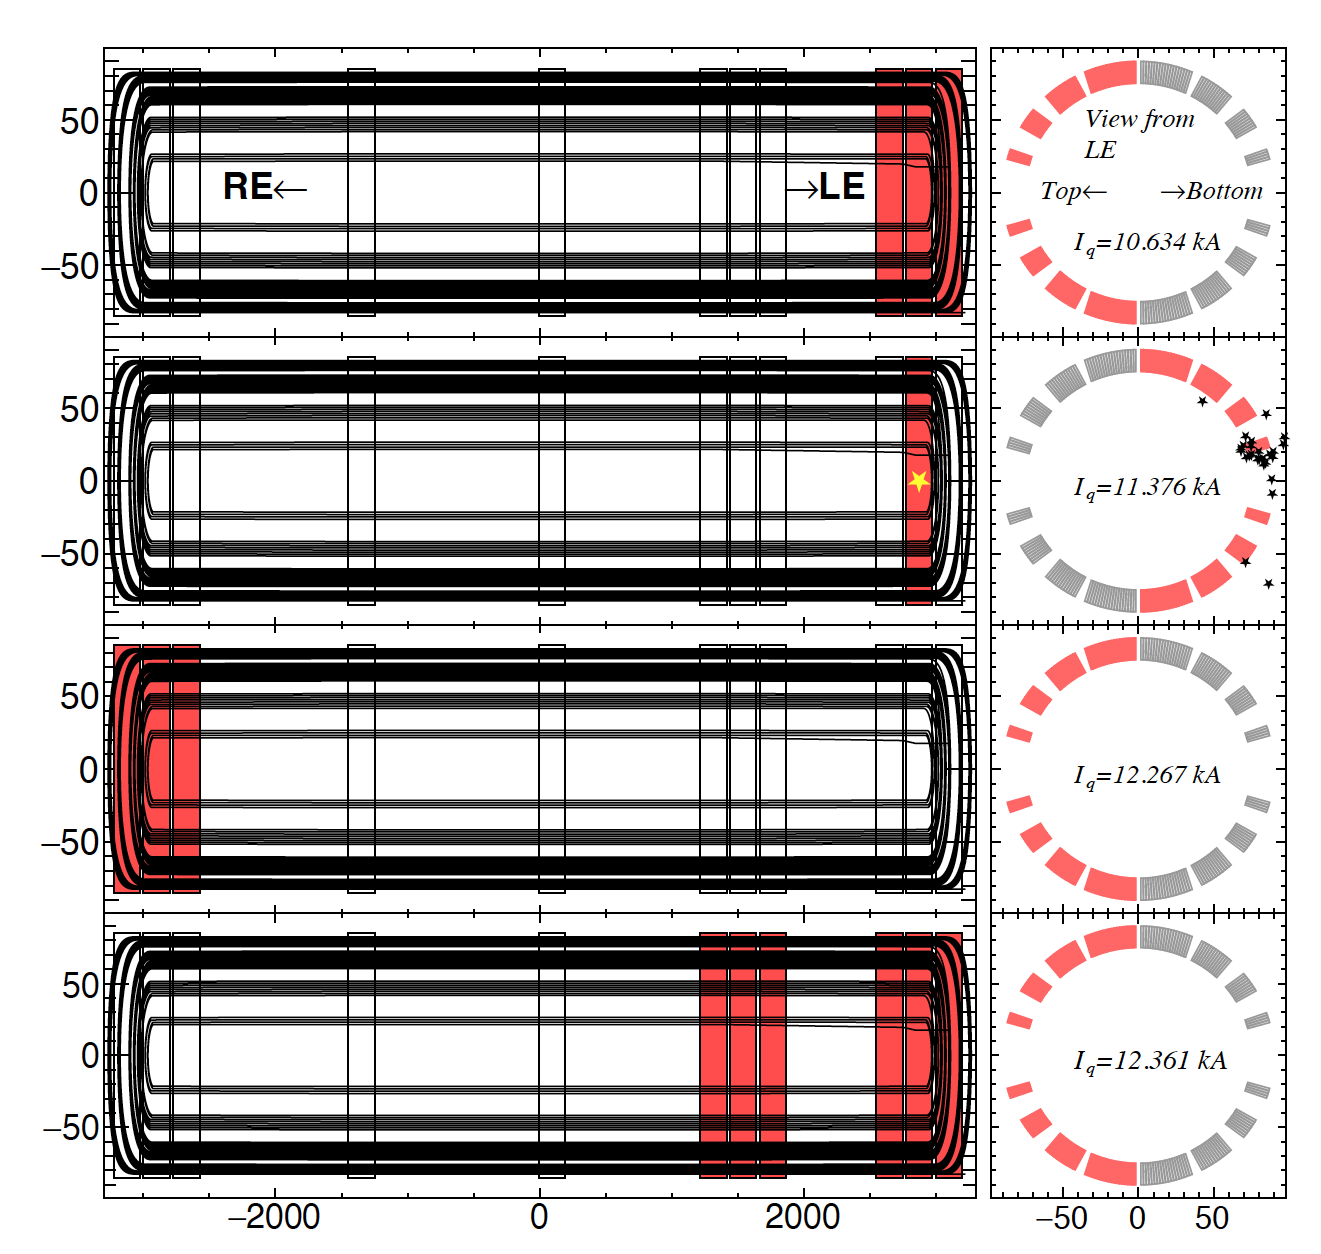 50
0
−50
RE←
→LE
View from
LE
Top← →Bottom
Iq=10.634 kA
50
0
−50
Iq=11.376 kA
50
0
−50
Iq=12.267 kA
50
0
−50
Iq=12.361 kA
−2000 0 2000
−50 0 50